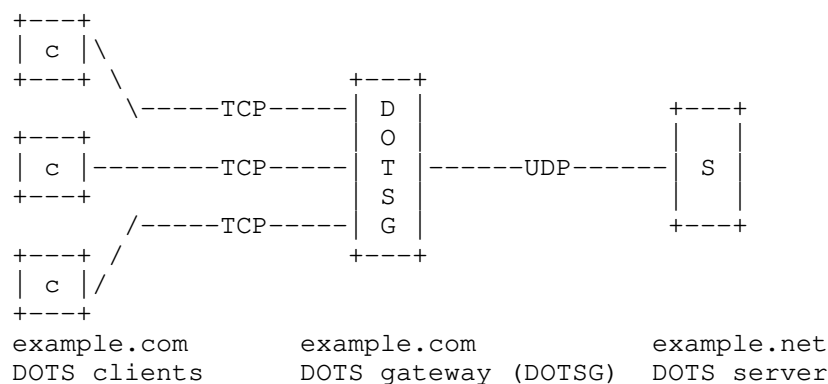 +---+
| c |\
+---+ \              +---+
       \-----TCP-----| D |               +---+
+---+                | O |               |   |
| c |--------TCP-----| T |------UDP------| S |
+---+                | S |               |   |
       /-----TCP-----| G |               +---+
+---+ /              +---+
| c |/
+---+
example.com       example.com           example.net
DOTS clients      DOTS gateway (DOTSG)  DOTS server